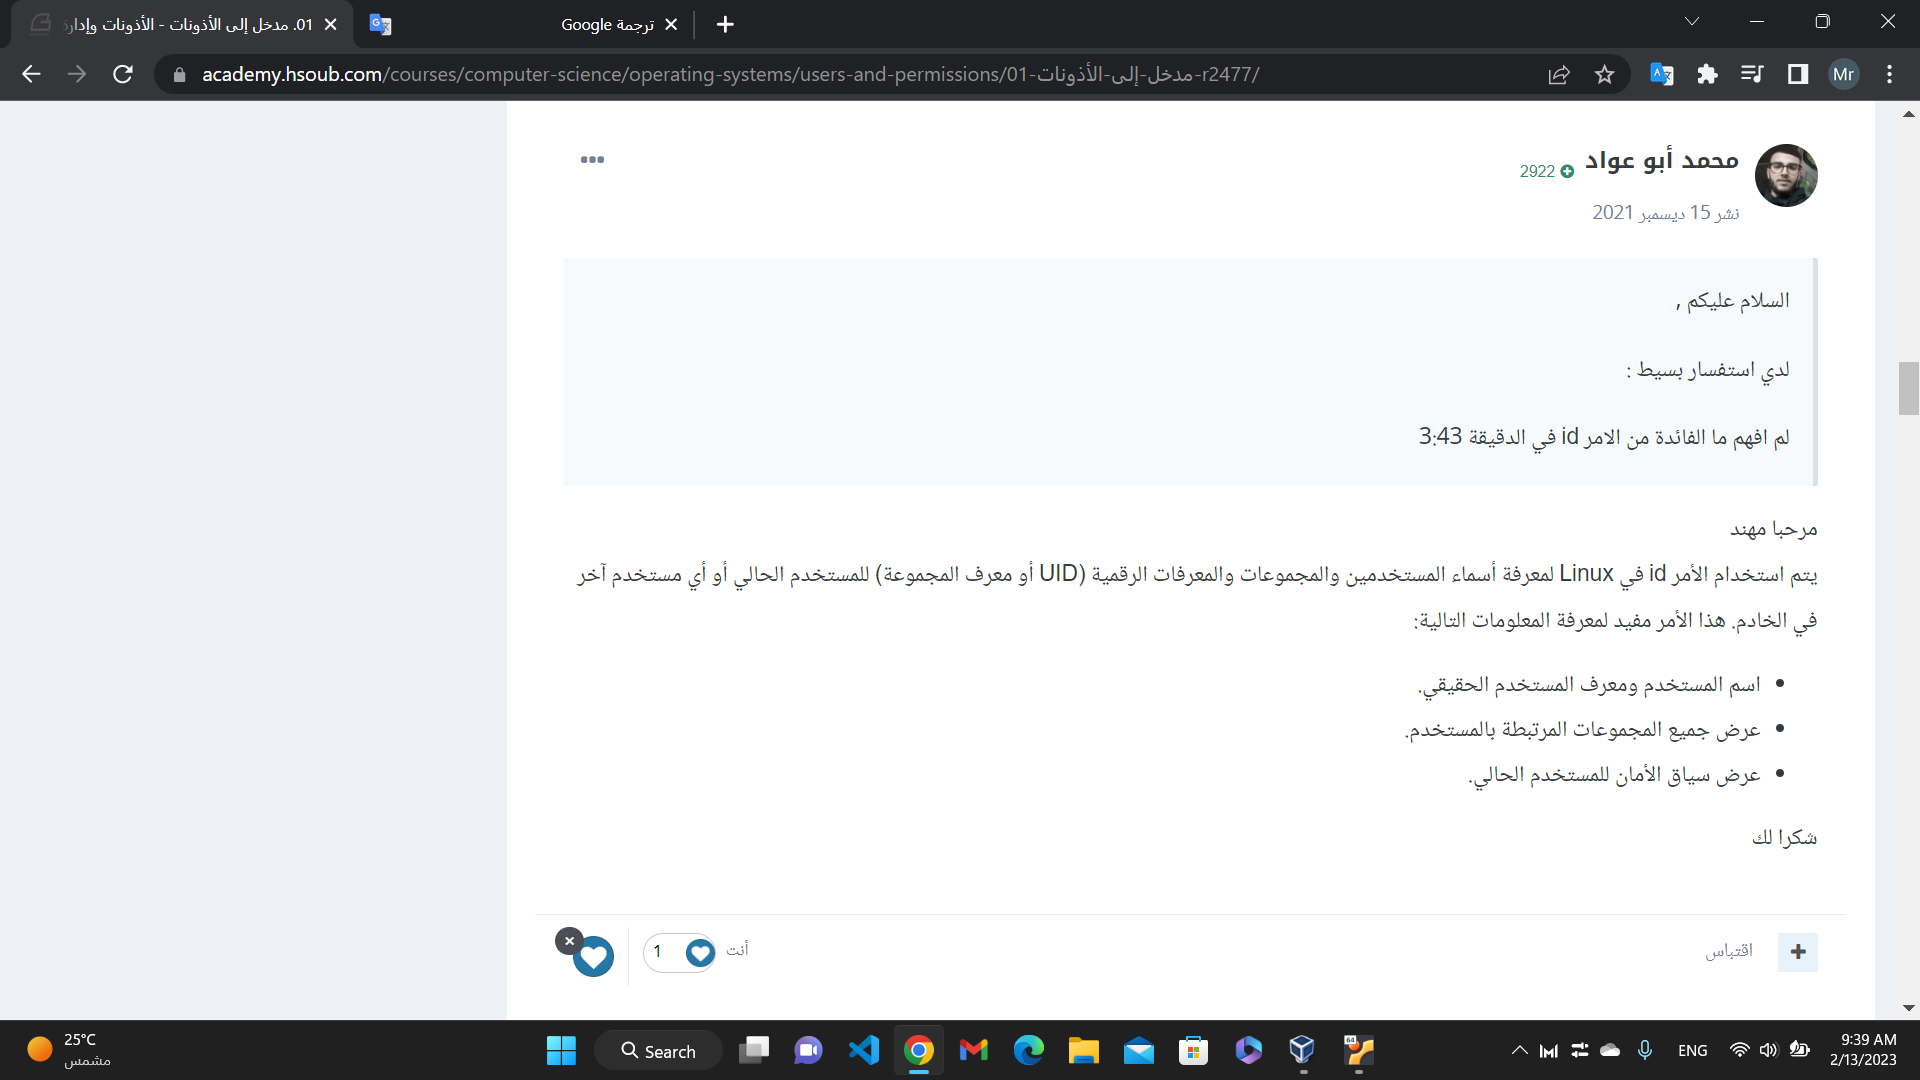 01. مدخل إلى الأذونات - الأذونات وإدارة
ترجمة Google
academy.hsoub.com/courses/computer-science/operating-systems/users-and-permissions/01-مدخل-إلى-الأذونات-r2477/
Mr
محمد أبو عواد
2922
نشر 15 ديسمبر 2021
السلام عليكم ,
لدي استفسار بسيط :
لم افهم ما الفائدة من الامر id في الدقيقة 3:43
مرحبا مهند
يتم استخدام الأمر id في Linux لمعرفة أسماء المستخدمين والمجموعات والمعرفات الرقمية (UID أو معرف المجموعة) للمستخدم الحالي أو أي مستخدم آخر
في الخادم. هذا الأمر مفيد لمعرفة المعلومات التالية:
اسم المستخدم ومعرف المستخدم الحقيقي.
عرض جميع المجموعات المرتبطة بالمستخدم.
عرض سياق الأمان للمستخدم الحالي.
شكرا لك
اقتباس
أنت
1
25°C
مشمس
Search
64
ENG
9:39 AM
2/13/2023